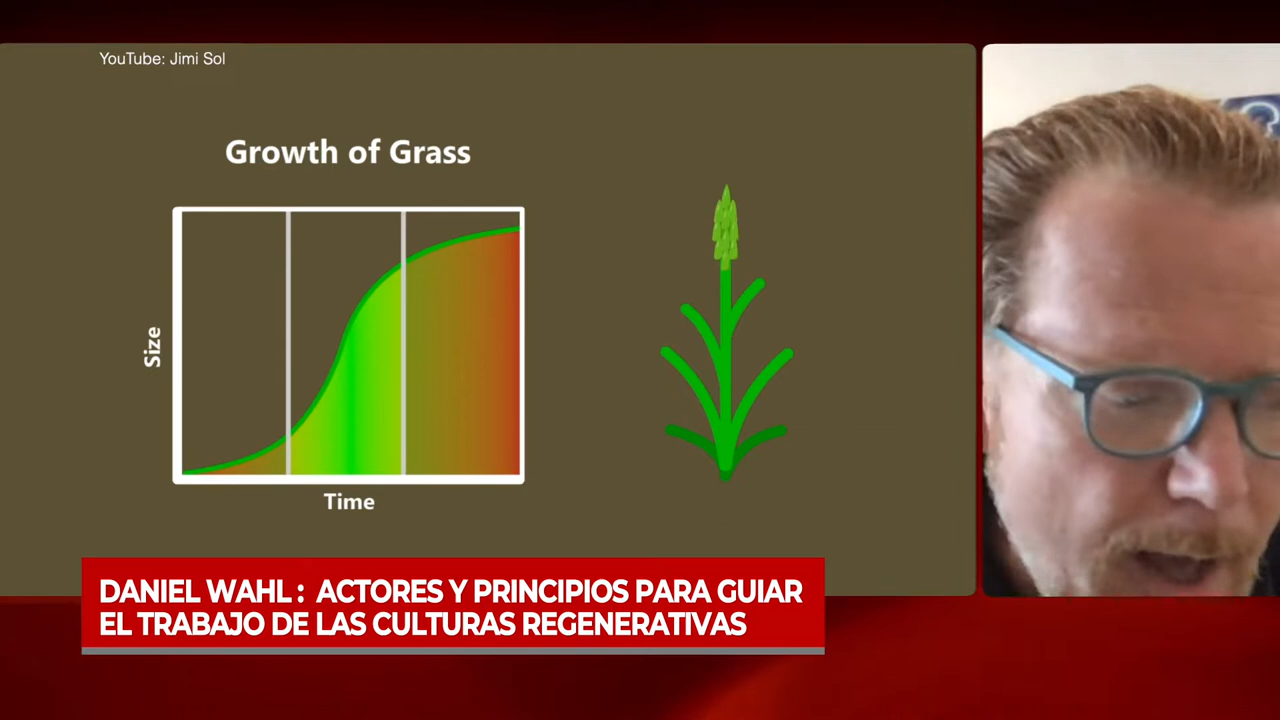 YouTube: Jimi Sol
Growth of Grass
Size
Time
DANIEL WAHL : ACTORES Y PRINCIPIOS PARA GUIAR
EL TRABAJO DE LAS CULTURAS REGENERATIVAS